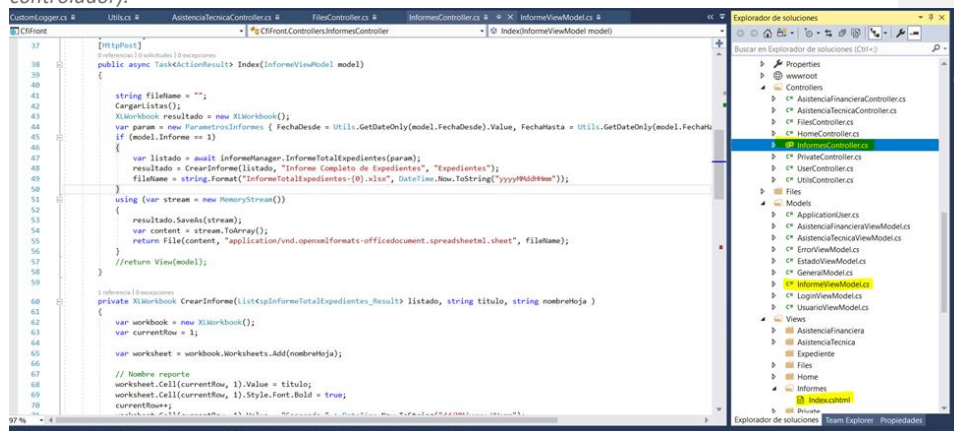 controlador).
CustomLogger.cs
Utils.cs
AsistenciaTecnicaController.cs
FilesController.cs
InformesController.cs
InformeViewModel.cs
CfiFront
CfiFront.Controllers.InformesController
Index(InformeViewModel model)
37 [HttpPost]
0 referencias | 0 solicitudes | 0 excepciones
38 public async Task<ActionResult> Index(InformeViewModel model)
39 {
40
41 string fileName = "";
42 CargarListas();
43 XLWorkbook resultado = new XLWorkbook();
44 var param = new ParametrosInformes { FechaDesde = Utils.GetDateOnly(model.FechaDesde).Value, FechaHasta = Utils.GetDateOnly(model.FechaHa
45 if (model.Informe == 1)
46 {
47 var listado = await informeManager.InformeTotalExpedientes(param);
48 resultado = CrearInforme(listado, "Informe Completo de Expedientes", "Expedientes");
49 fileName = string.Format("InformeTotalExpedientes-{0}.xlsx", DateTime.Now.ToString("yyyyMMddHHmm"));
50 }
51 using (var stream = new MemoryStream())
52 {
53 resultado.SaveAs(stream);
54 var content = stream.ToArray();
55 return File(content, "application/vnd.openxmlformats-officedocument.spreadsheetml.sheet", fileName);
56 }
57 //return View(model);
58 }
59
1 referencia | 0 excepciones
60 private XLWorkbook CrearInforme(List<spInformeTotalExpedientes_Result> listado, string titulo, string nombreHoja )
61 {
62 var workbook = new XLWorkbook();
63 var currentRow = 1;
64
65 var worksheet = workbook.Worksheets.Add(nombreHoja);
66
67 // Nombre reporte
68 worksheet.Cell(currentRow, 1).Value = titulo;
69 worksheet.Cell(currentRow, 1).Style.Font.Bold = true;
70 currentRow++;
97 %
Explorador de soluciones
Buscar en Explorador de soluciones (Ctrl+;)
Properties
wwwroot
Controllers
C# AsistenciaFinancieraController.cs
C# AsistenciaTecnicaController.cs
C# FilesController.cs
C# HomeController.cs
InformesController.cs
C# PrivateController.cs
C# UserController.cs
C# UtilsController.cs
Files
Models
C# ApplicationUser.cs
C# AsistenciaFinancieraViewModel.cs
C# AsistenciaTecnicaViewModel.cs
C# ErrorViewModel.cs
C# EstadoViewModel.cs
C# GeneralModel.cs
C# InformeViewModel.cs
C# LoginViewModel.cs
C# UsuarioViewModel.cs
Views
AsistenciaFinanciera
AsistenciaTecnica
Expediente
Files
Home
Informes
Index.cshtml
Private
Explorador de soluciones Team Explorer Propiedades